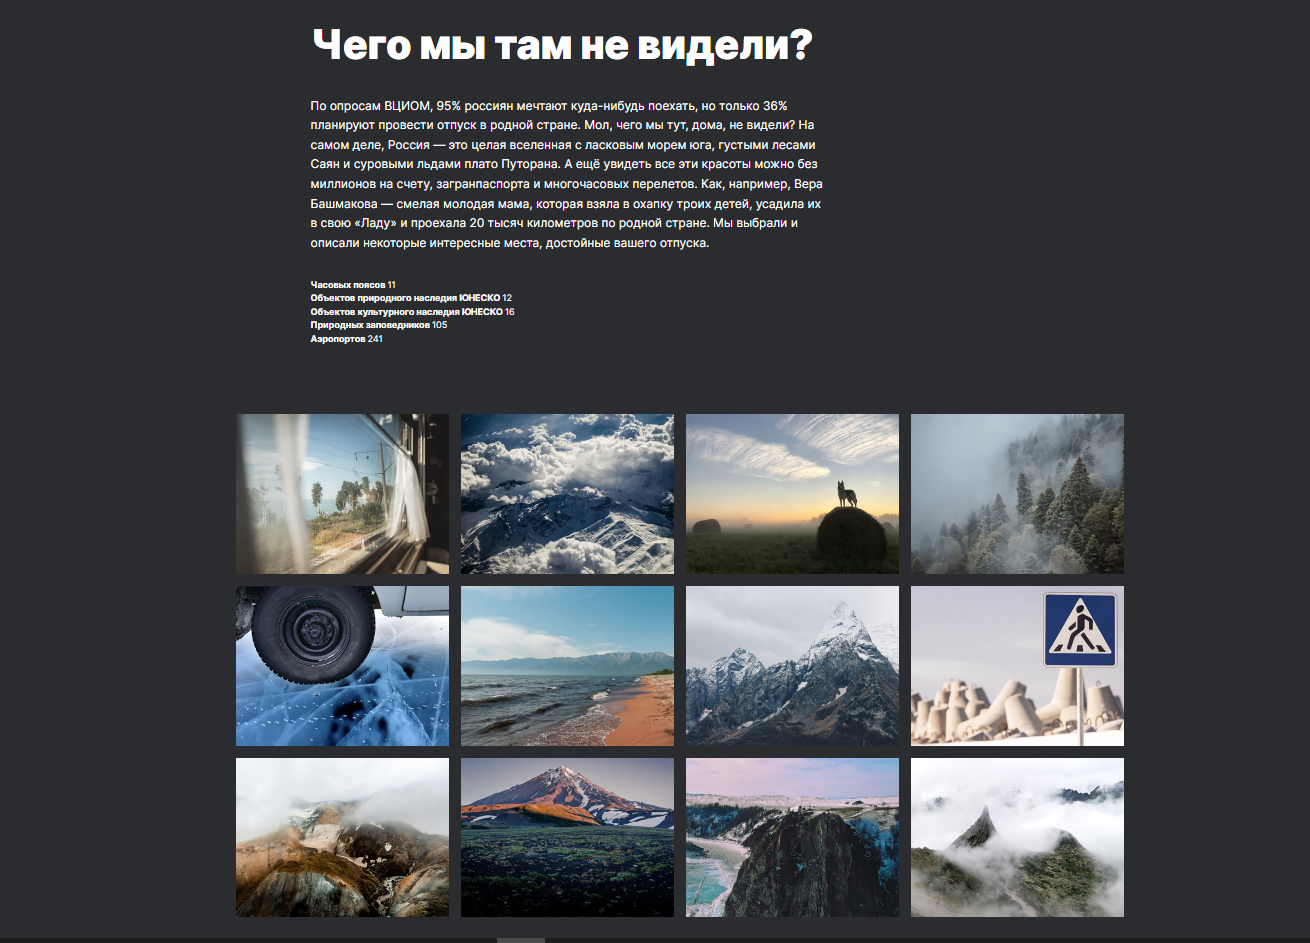 Чего мы там не видели?
По опросам ВЦИОМ, 95% россиян мечтают куда-нибудь поехать, но только 36%
планируют провести отпуск в родной стране. Мол, чего мы тут, дома, не видели? На
самом деле, Россия — это целая вселенная с ласковым морем юга, густыми лесами
Саян и суровыми льдами плато Путорана. А ещё увидеть все эти красоты можно без
миллионов на счету, загранпаспорта и многочасовых перелетов. Как, например, Вера
Башмакова — смелая молодая мама, которая взяла в охапку троих детей, усадила их
в свою «Ладу» и проехала 20 тысяч километров по родной стране. Мы выбрали и
описали некоторые интересные места, достойные вашего отпуска.
Часовых поясов 11
Объектов природного наследия ЮНЕСКО 12
Объектов культурного наследия ЮНЕСКО 16
Природных заповедников 105
Аэропортов 241